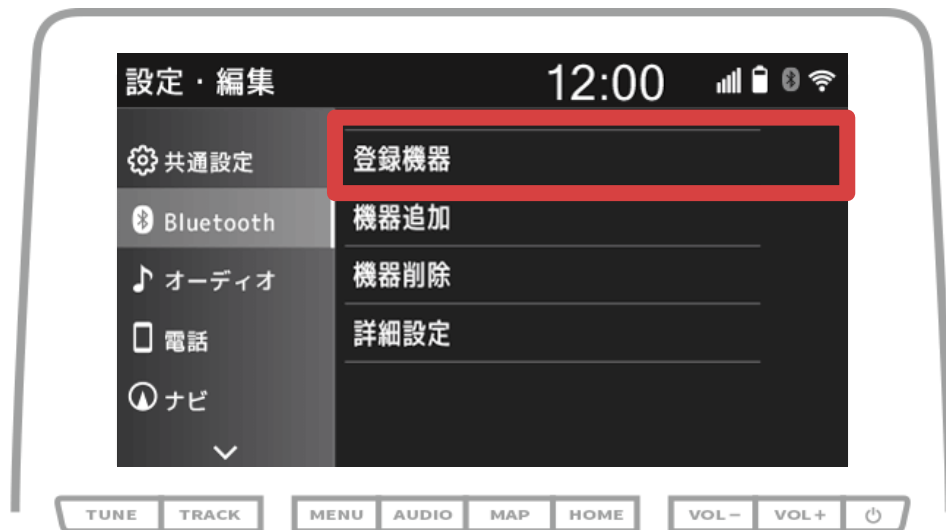 設定・編集 12:00
共通設定
Bluetooth
オーディオ
電話
ナビ
登録機器
機器追加
機器削除
詳細設定
TUNE TRACK MENU AUDIO MAP HOME VOL− VOL+